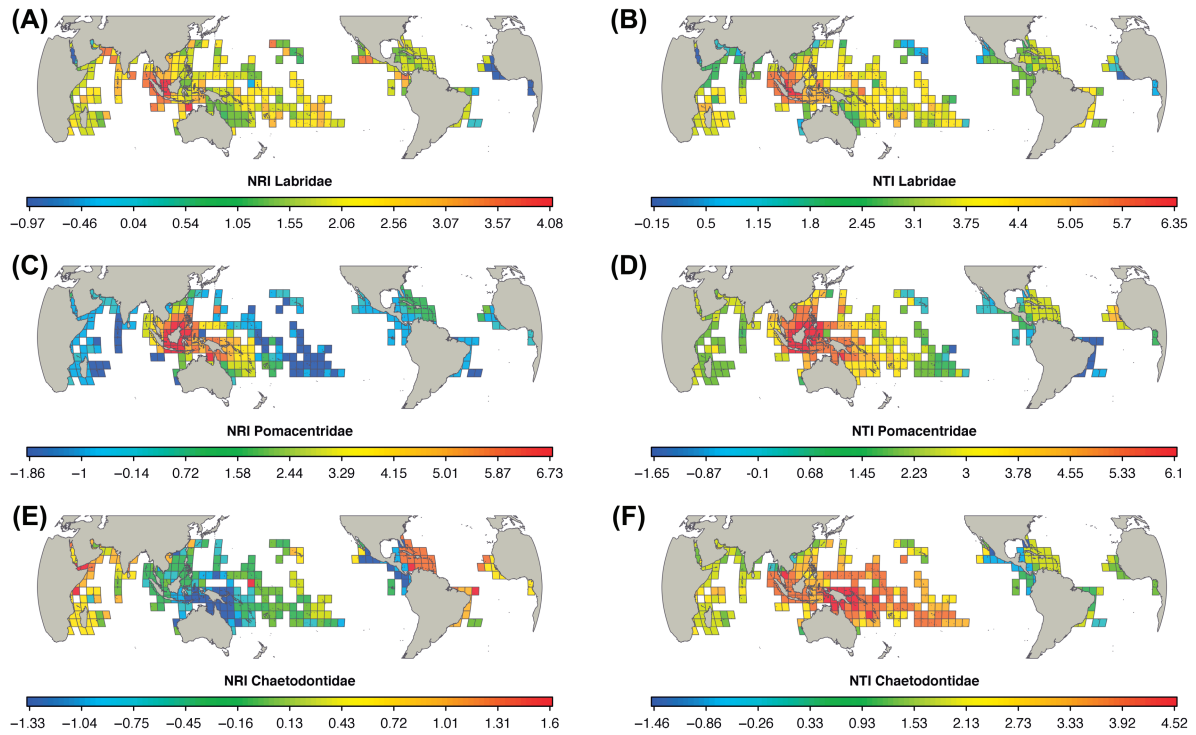 (A)
(B)
NRI Labridae
NTI Labridae
−0.97 −0.46 0.04 0.54 1.05 1.55 2.06 2.56 3.07 3.57 4.08
−0.15 0.5 1.15 1.8 2.45 3.1 3.75 4.4 5.05 5.7 6.35
(C)
(D)
NRI Pomacentridae
NTI Pomacentridae
−1.86 −1 −0.14 0.72 1.58 2.44 3.29 4.15 5.01 5.87 6.73
−1.65 −0.87 −0.1 0.68 1.45 2.23 3 3.78 4.55 5.33 6.1
(E)
(F)
NRI Chaetodontidae
NTI Chaetodontidae
−1.33 −1.04 −0.75 −0.45 −0.16 0.13 0.43 0.72 1.01 1.31 1.6
−1.46 −0.86 −0.26 0.33 0.93 1.53 2.13 2.73 3.33 3.92 4.52